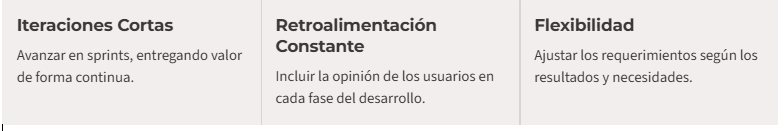 Iteraciones Cortas
Avanzar en sprints, entregando valor
de forma continua.
Retroalimentación
Constante
Incluir la opinión de los usuarios en
cada fase del desarrollo.
Flexibilidad
Ajustar los requerimientos según los
resultados y necesidades.